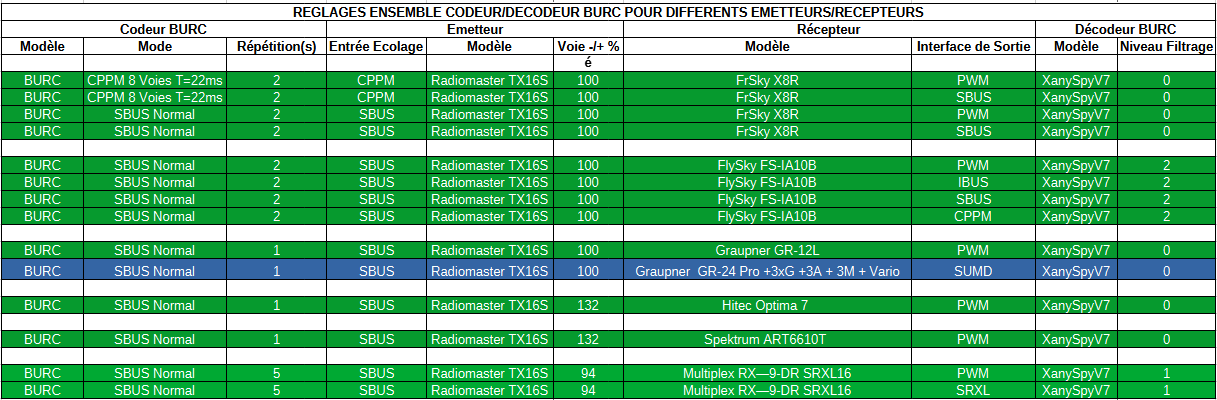 REGLAGES ENSEMBLE CODEUR/DECODEUR BURC POUR DIFFERENTS EMETTEURS/RECEPTEURS
Codeur BURC Emetteur Récepteur Décodeur BURC
Modèle Mode Répétition(s) Entrée Ecolage Modèle Voie -/+ % Modèle Interface de Sortie Modèle Niveau Filtrage
é
BURC CPPM 8 Voies T=22ms 2 CPPM Radiomaster TX16S 100 FrSky X8R PWM XanySpyV7 0
BURC CPPM 8 Voies T=22ms 2 CPPM Radiomaster TX16S 100 FrSky X8R SBUS XanySpyV7 0
BURC SBUS Normal 2 SBUS Radiomaster TX16S 100 FrSky X8R PWM XanySpyV7 0
BURC SBUS Normal 2 SBUS Radiomaster TX16S 100 FrSky X8R SBUS XanySpyV7 0
BURC SBUS Normal 2 SBUS Radiomaster TX16S 100 FlySky FS-IA10B PWM XanySpyV7 2
BURC SBUS Normal 2 SBUS Radiomaster TX16S 100 FlySky FS-IA10B IBUS XanySpyV7 2
BURC SBUS Normal 2 SBUS Radiomaster TX16S 100 FlySky FS-IA10B SBUS XanySpyV7 2
BURC SBUS Normal 2 SBUS Radiomaster TX16S 100 FlySky FS-IA10B CPPM XanySpyV7 2
BURC SBUS Normal 1 SBUS Radiomaster TX16S 100 Graupner GR-12L PWM XanySpyV7 0
BURC SBUS Normal 1 SBUS Radiomaster TX16S 100 Graupner GR-24 Pro +3xG +3A + 3M + Vario SUMD XanySpyV7 0
BURC SBUS Normal 1 SBUS Radiomaster TX16S 132 Hitec Optima 7 PWM XanySpyV7 0
BURC SBUS Normal 1 SBUS Radiomaster TX16S 132 Spektrum ART6610T PWM XanySpyV7 0
BURC SBUS Normal 5 SBUS Radiomaster TX16S 94 Multiplex RX—9-DR SRXL16 PWM XanySpyV7 1
BURC SBUS Normal 5 SBUS Radiomaster TX16S 94 Multiplex RX—9-DR SRXL16 SRXL XanySpyV7 1